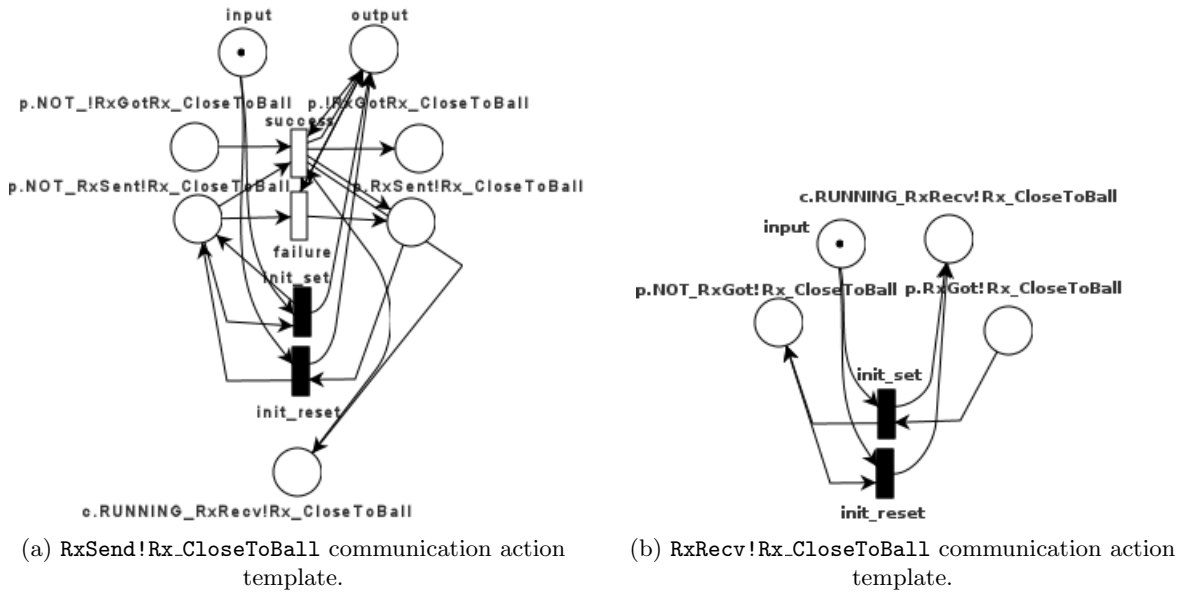 input
output
p.NOT_!RxGotRx_CloseToBall
p.!RxGotRx_CloseToBall
success
p.NOT_RxSent!Rx_CloseToBall
p.RxSent!Rx_CloseToBall
failure
init_set
init_reset
c.RUNNING_RxRecv!Rx_CloseToBall
(a) RxSend!Rx_CloseToBall communication action
template.
c.RUNNING_RxRecv!Rx_CloseToBall
input
p.NOT_RxGot!Rx_CloseToBall
p.RxGot!Rx_CloseToBall
init_set
init_reset
(b) RxRecv!Rx_CloseToBall communication action
template.